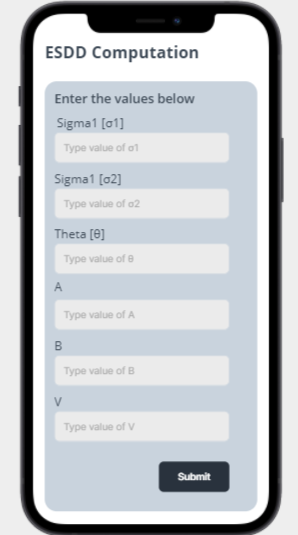 ESDD Computation
Enter the values below
Sigma1 [σ1]
Type value of σ1
Sigma1 [σ2]
Type value of σ2
Theta [θ]
Type value of θ
A
Type value of A
B
Type value of B
V
Type value of V
Submit